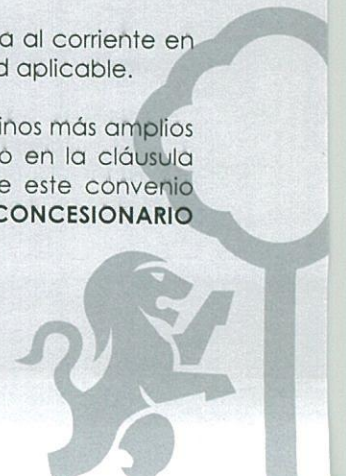 a al corriente en
d aplicable.
inos más amplios
o en la cláusula
e este convenio
CONCESIONARIO